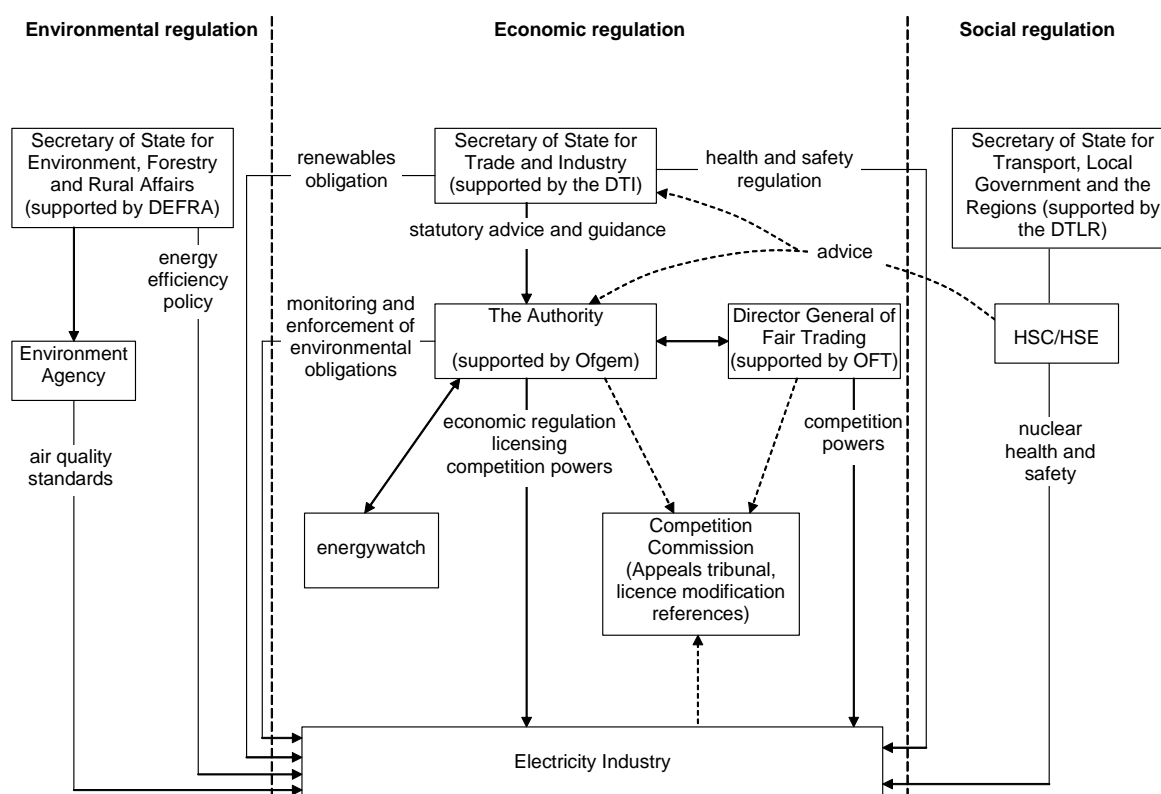 Environmental regulation
Economic regulation
Social regulation
Secretary of State for
Environment, Forestry
and Rural Affairs
(supported by DEFRA)
renewables
obligation
Secretary of State for
Trade and Industry
(supported by the DTI)
health and safety
regulation
Secretary of State for
Transport, Local
Government and the
Regions (supported by
the DTLR)
statutory advice and guidance
energy
efficiency
policy
advice
monitoring and
enforcement of
environmental
obligations
The Authority
(supported by Ofgem)
Director General of
Fair Trading
(supported by OFT)
HSC/HSE
Environment
Agency
economic regulation
licensing
competition powers
competition
powers
nuclear
health and
safety
air quality
standards
energywatch
Competition
Commission
(Appeals tribunal,
licence modification
references)
Electricity Industry